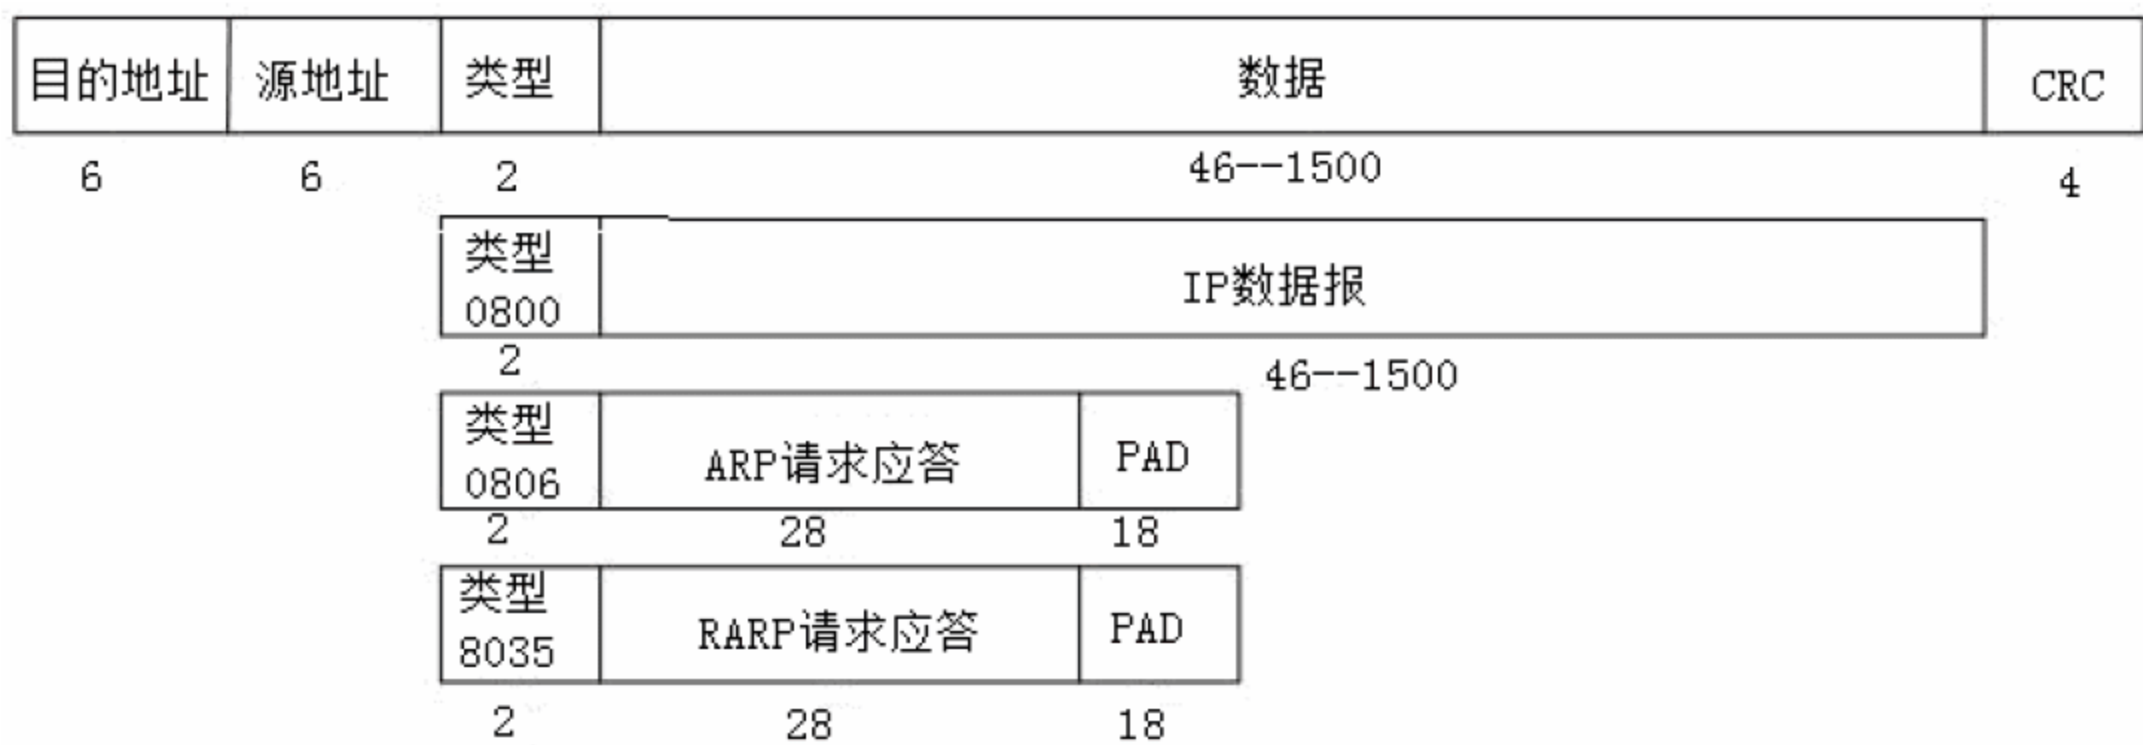 目的地址 源地址 类型 数据 CRC
6 6 2 46--1500 4
类型
0800
IP数据报
2 46--1500
类型
0806
ARP请求应答 PAD
2 28 18
类型
8035
RARP请求应答 PAD
2 28 18